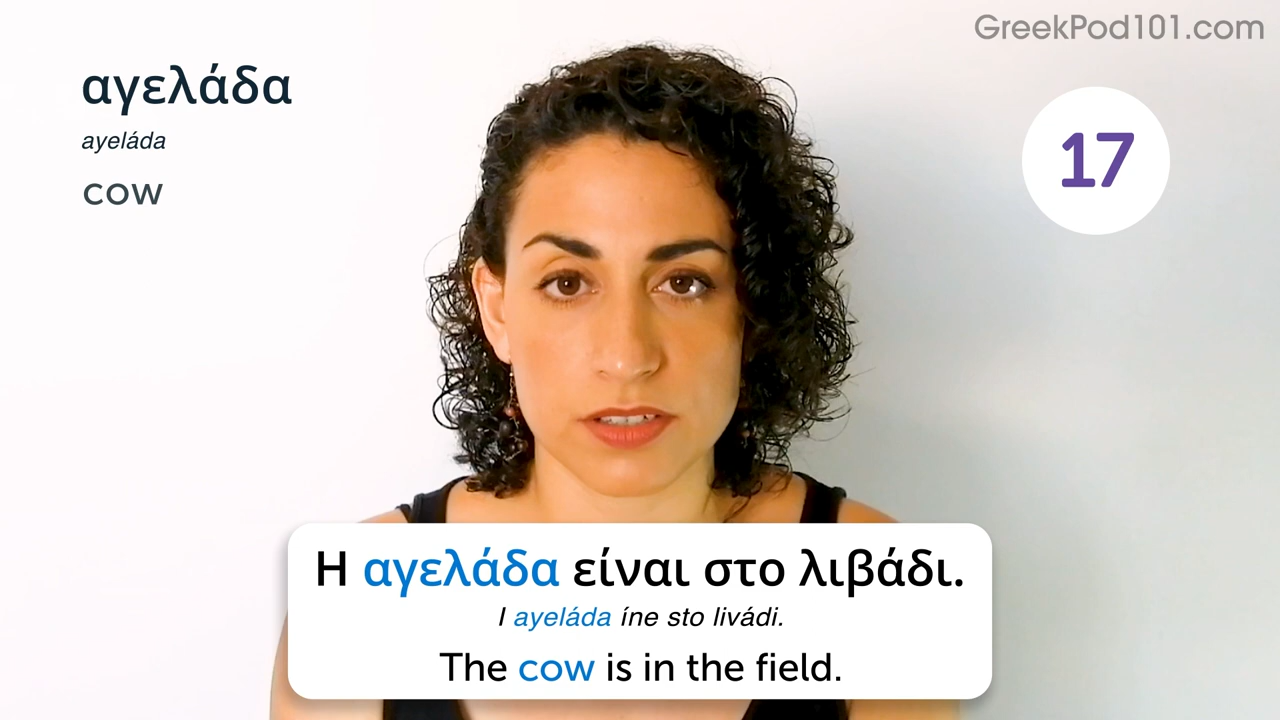 GreekPod101.com
αγελάδα
ayeláda
cow
17
Η αγελάδα είναι στο λιβάδι.
I ayeláda íne sto livádi.
The cow is in the field.